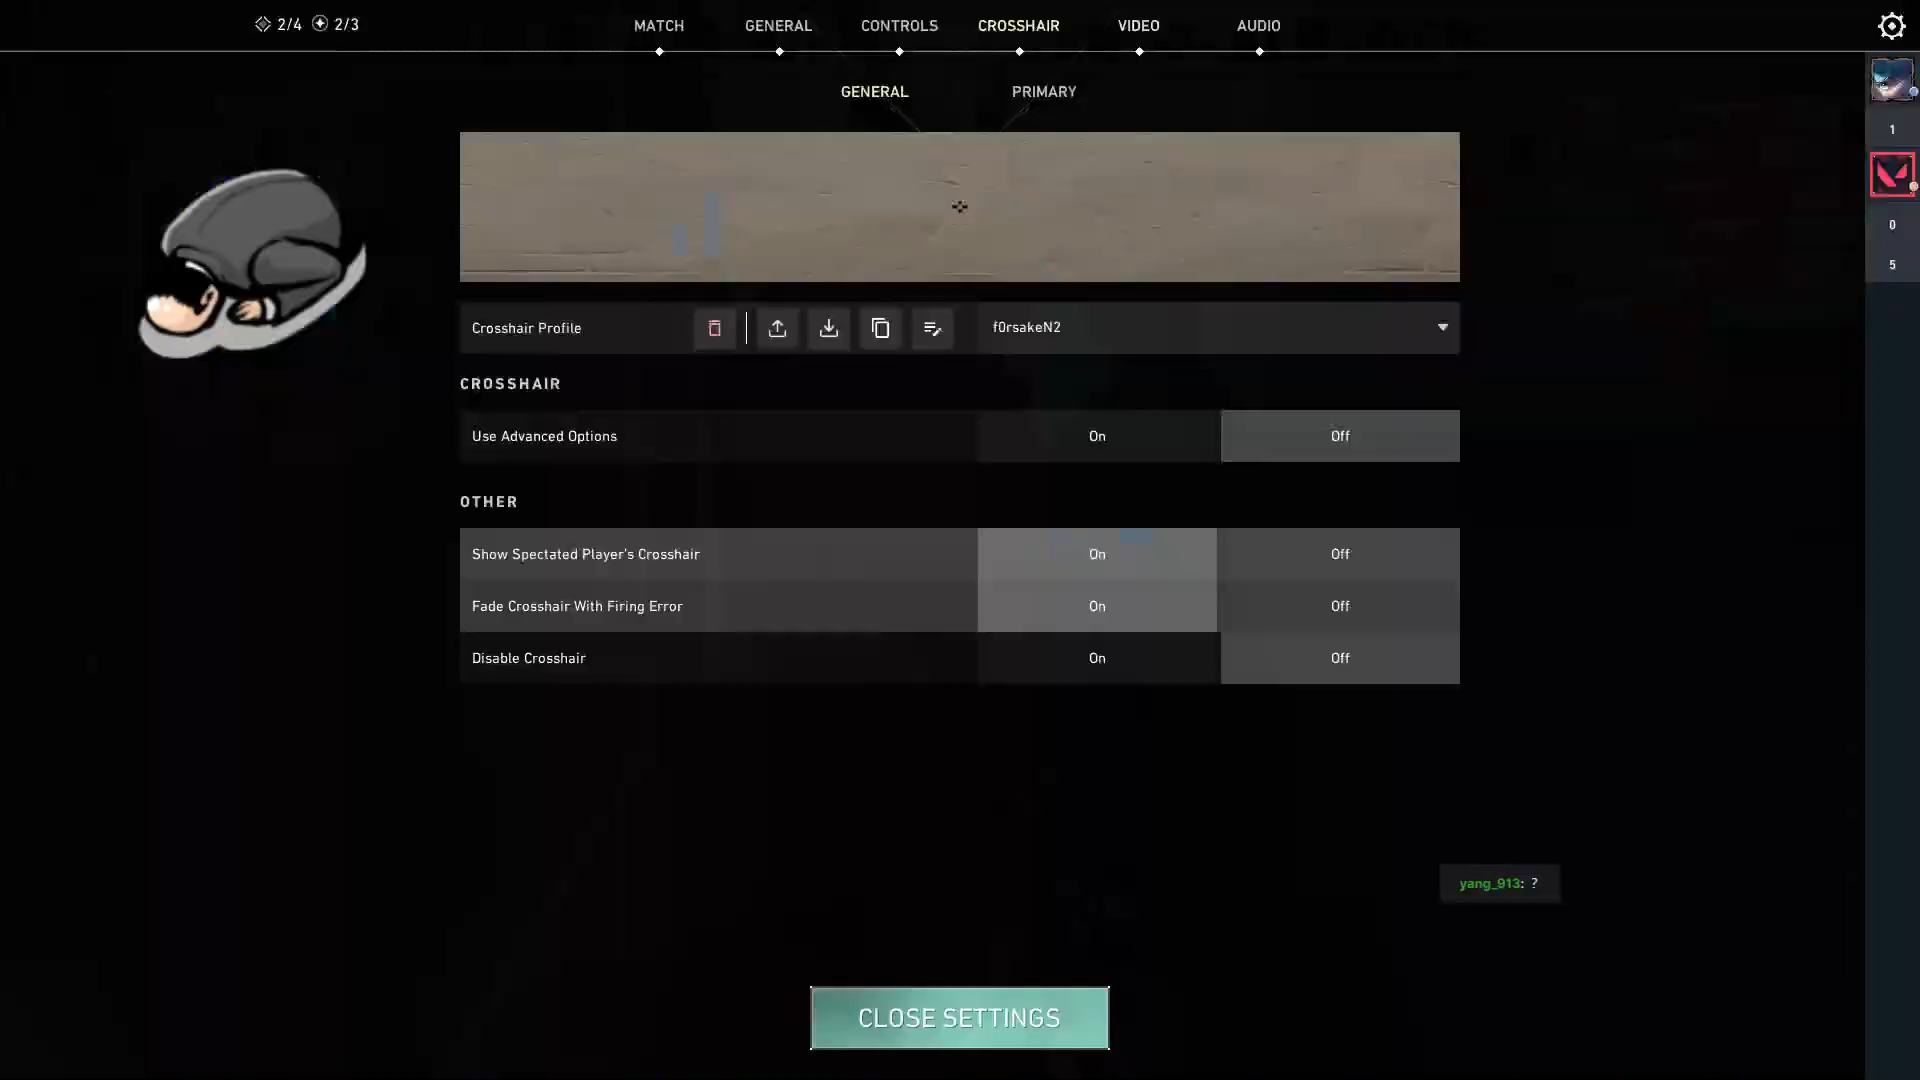 2/4 2/3
MATCH GENERAL CONTROLS CROSSHAIR VIDEO AUDIO
GENERAL PRIMARY
1
0
5
Crosshair Profile f0rsakeN2
CROSSHAIR
Use Advanced Options On Off
OTHER
Show Spectated Player's Crosshair On Off
Fade Crosshair With Firing Error On Off
Disable Crosshair On Off
yang_913: ?
CLOSE SETTINGS